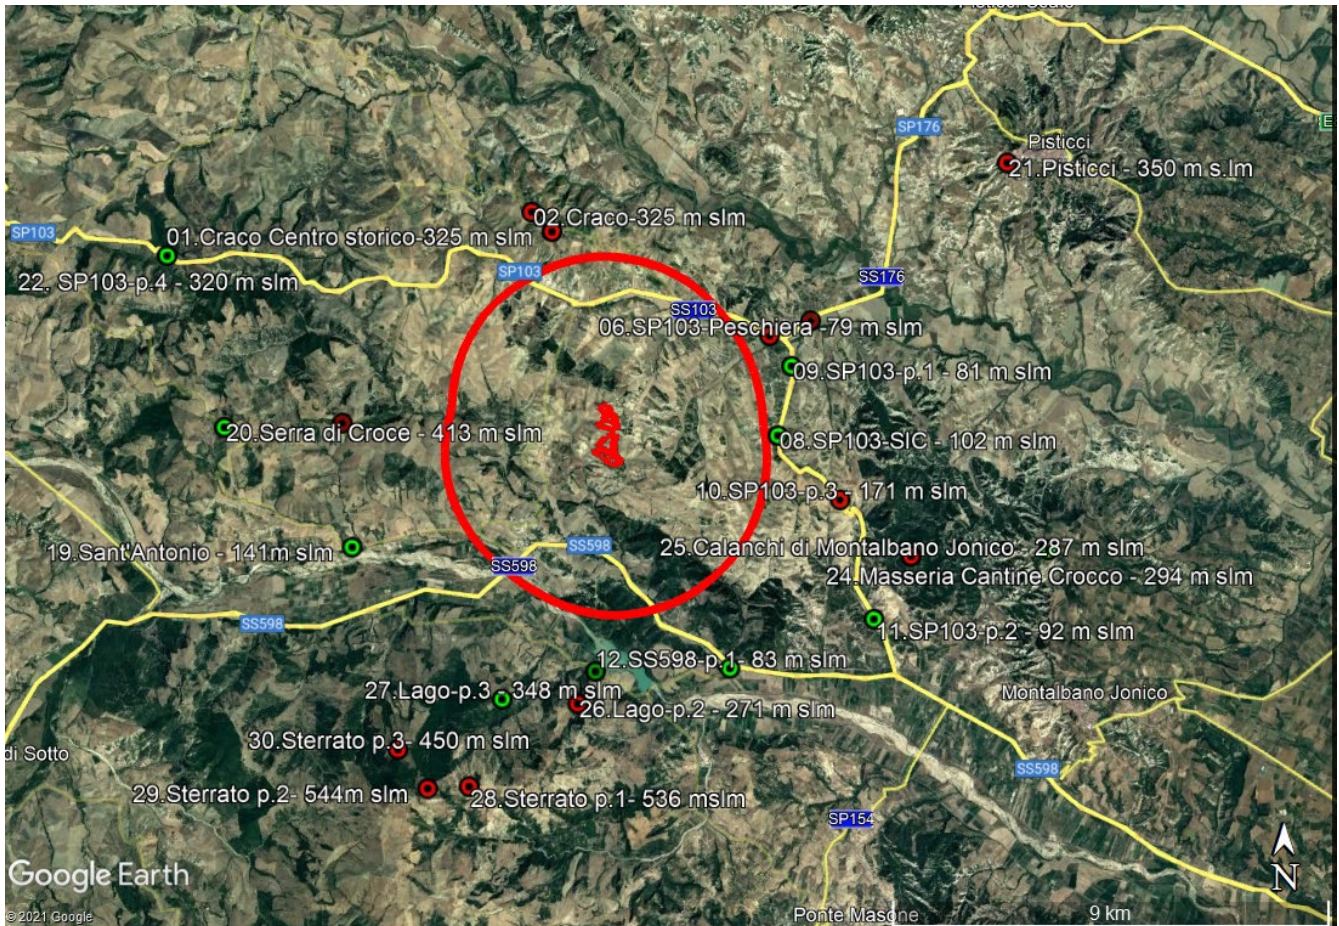 Pisticci Scalo
SP176
E
Pisticci
21.Pisticci - 350 m s.lm
02.Craco-325 m slm
SP103
01.Craco Centro storico-325 m slm
SP103
SS176
22. SP103-p.4 - 320 m slm
SS103
06.SP103-Peschiera -79 m slm
09.SP103-p.1 - 81 m slm
20.Serra di Croce - 413 m slm
08.SP103-SIC - 102 m slm
10.SP103-p.3 - 171 m slm
19.Sant'Antonio - 141m slm
SS598
25.Calanchi di Montalbano Jonico - 287 m slm
SS598
24.Masseria Cantine Crocco - 294 m slm
SS598
11.SP103-p.2 - 92 m slm
12.SS598-p.1- 83 m slm
27.Lago-p.3 - 348 m slm
Montalbano Jonico
26.Lago-p.2 - 271 m slm
30.Sterrato p.3- 450 m slm
di Sotto
SS598
29.Sterrato p.2- 544m slm
28.Sterrato p.1- 536 mslm
SP154
Google Earth
N
© 2021 Google
Ponte Masone
9 km